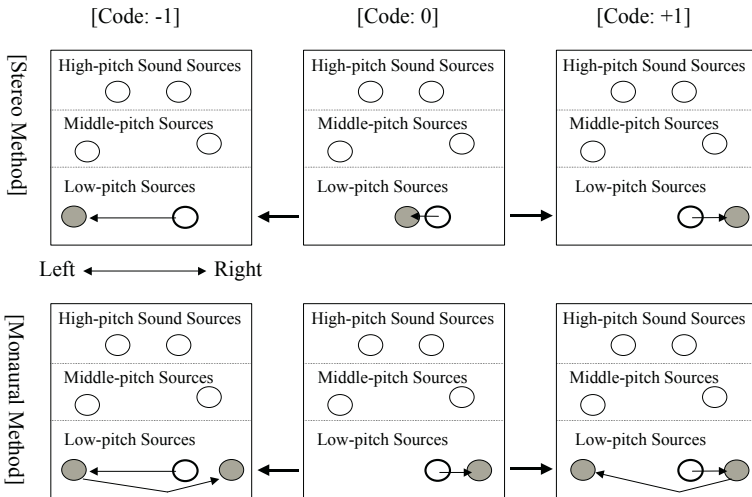 [Code: -1] [Code: 0] [Code: +1]
[Stereo Method]
High-pitch Sound Sources High-pitch Sound Sources High-pitch Sound Sources
Middle-pitch Sources Middle-pitch Sources Middle-pitch Sources
Low-pitch Sources Low-pitch Sources Low-pitch Sources
Left Right
[Monaural Method]
High-pitch Sound Sources High-pitch Sound Sources High-pitch Sound Sources
Middle-pitch Sources Middle-pitch Sources Middle-pitch Sources
Low-pitch Sources Low-pitch Sources Low-pitch Sources